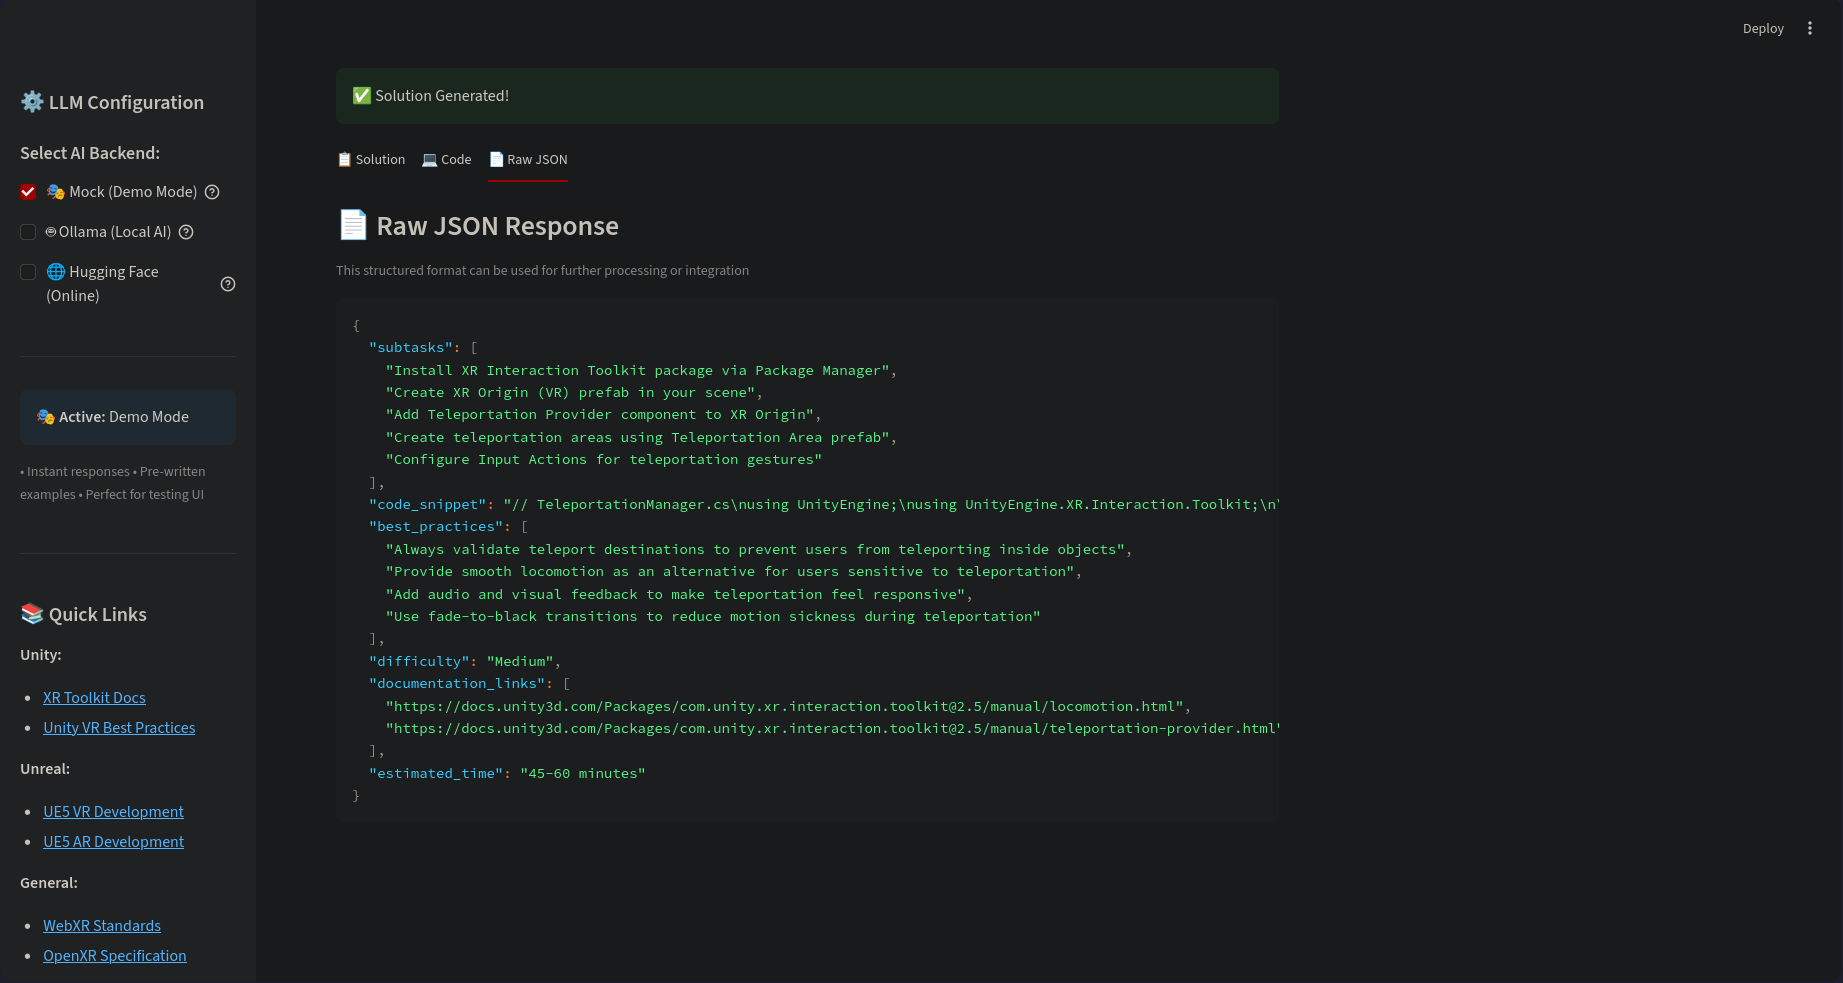 Deploy
⚙️ LLM Configuration
Select AI Backend:
🎭 Mock (Demo Mode)
Ollama (Local AI)
🌐 Hugging Face
(Online)
🎭 Active: Demo Mode
• Instant responses • Pre-written
examples • Perfect for testing UI
📚 Quick Links
Unity:
• XR Toolkit Docs
• Unity VR Best Practices
Unreal:
• UE5 VR Development
• UE5 AR Development
General:
• WebXR Standards
• OpenXR Specification
✅ Solution Generated!
📋 Solution 💻 Code 📄 Raw JSON
📄 Raw JSON Response
This structured format can be used for further processing or integration
{
  "subtasks": [
    "Install XR Interaction Toolkit package via Package Manager",
    "Create XR Origin (VR) prefab in your scene",
    "Add Teleportation Provider component to XR Origin",
    "Create teleportation areas using Teleportation Area prefab",
    "Configure Input Actions for teleportation gestures"
  ],
  "code_snippet": "// TeleportationManager.cs\nusing UnityEngine;\nusing UnityEngine.XR.Interaction.Toolkit;\n
  "best_practices": [
    "Always validate teleport destinations to prevent users from teleporting inside objects",
    "Provide smooth locomotion as an alternative for users sensitive to teleportation",
    "Add audio and visual feedback to make teleportation feel responsive",
    "Use fade-to-black transitions to reduce motion sickness during teleportation"
  ],
  "difficulty": "Medium",
  "documentation_links": [
    "https://docs.unity3d.com/Packages/com.unity.xr.interaction.toolkit@2.5/manual/locomotion.html",
    "https://docs.unity3d.com/Packages/com.unity.xr.interaction.toolkit@2.5/manual/teleportation-provider.html"
  ],
  "estimated_time": "45-60 minutes"
}